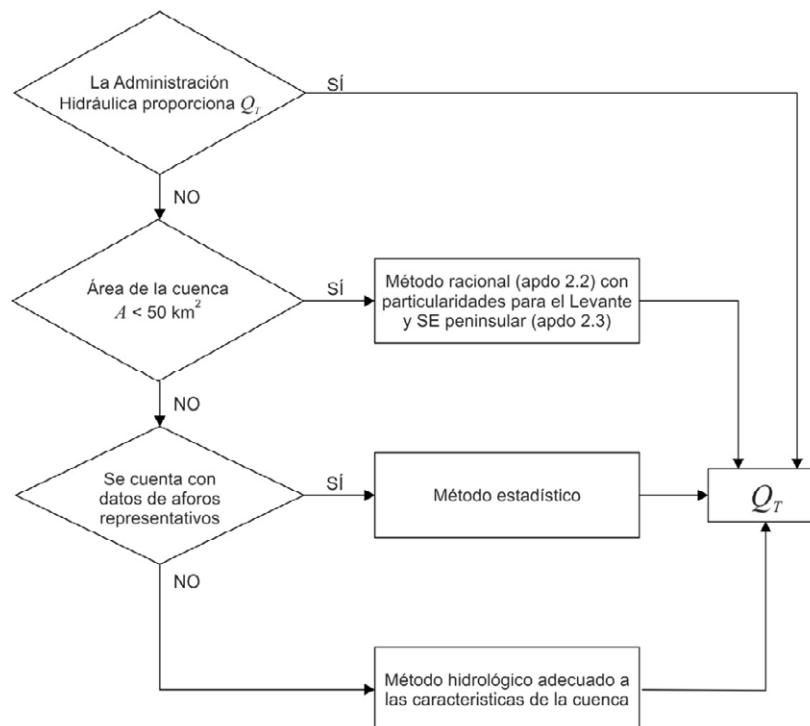 La Administración
Hidráulica proporciona Q_T
SÍ
NO
Área de la cuenca
A < 50 km²
SÍ
Método racional (apdo 2.2) con
particularidades para el Levante
y SE peninsular (apdo 2.3)
NO
Se cuenta con
datos de aforos
representativos
SÍ
Método estadístico
Q_T
NO
Método hidrológico adecuado a
las caracteristicas de la cuenca